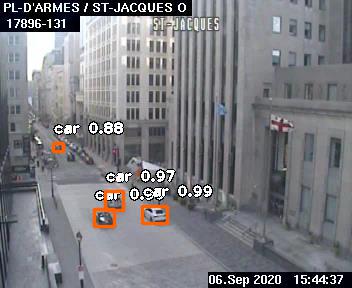 PL-D'ARMES / ST-JACQUES O
17896-131
ST-JACQUES
car 0.88
car 0.97
car 0.99
06.Sep 2020 15:44:37